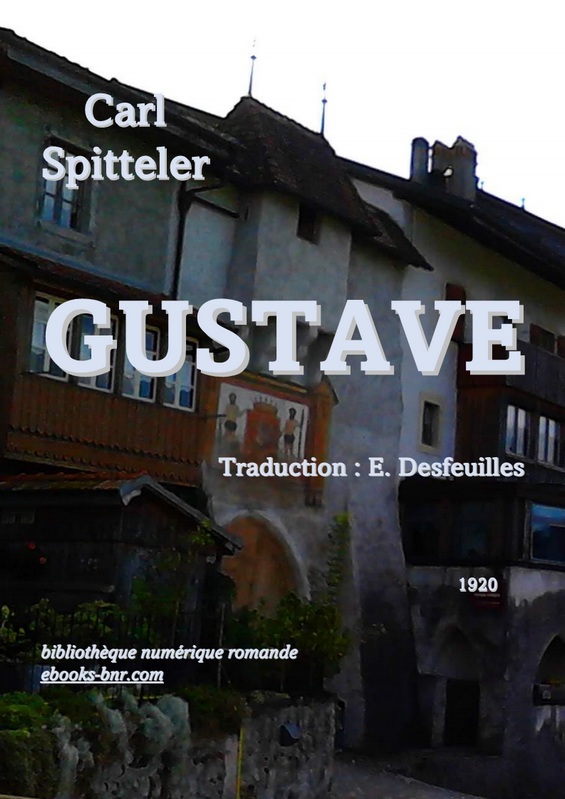 Carl
Spitteler
GUSTAVE
Traduction : E. Desfeuilles
1920
bibliothèque numérique romande
ebooks-bnr.com